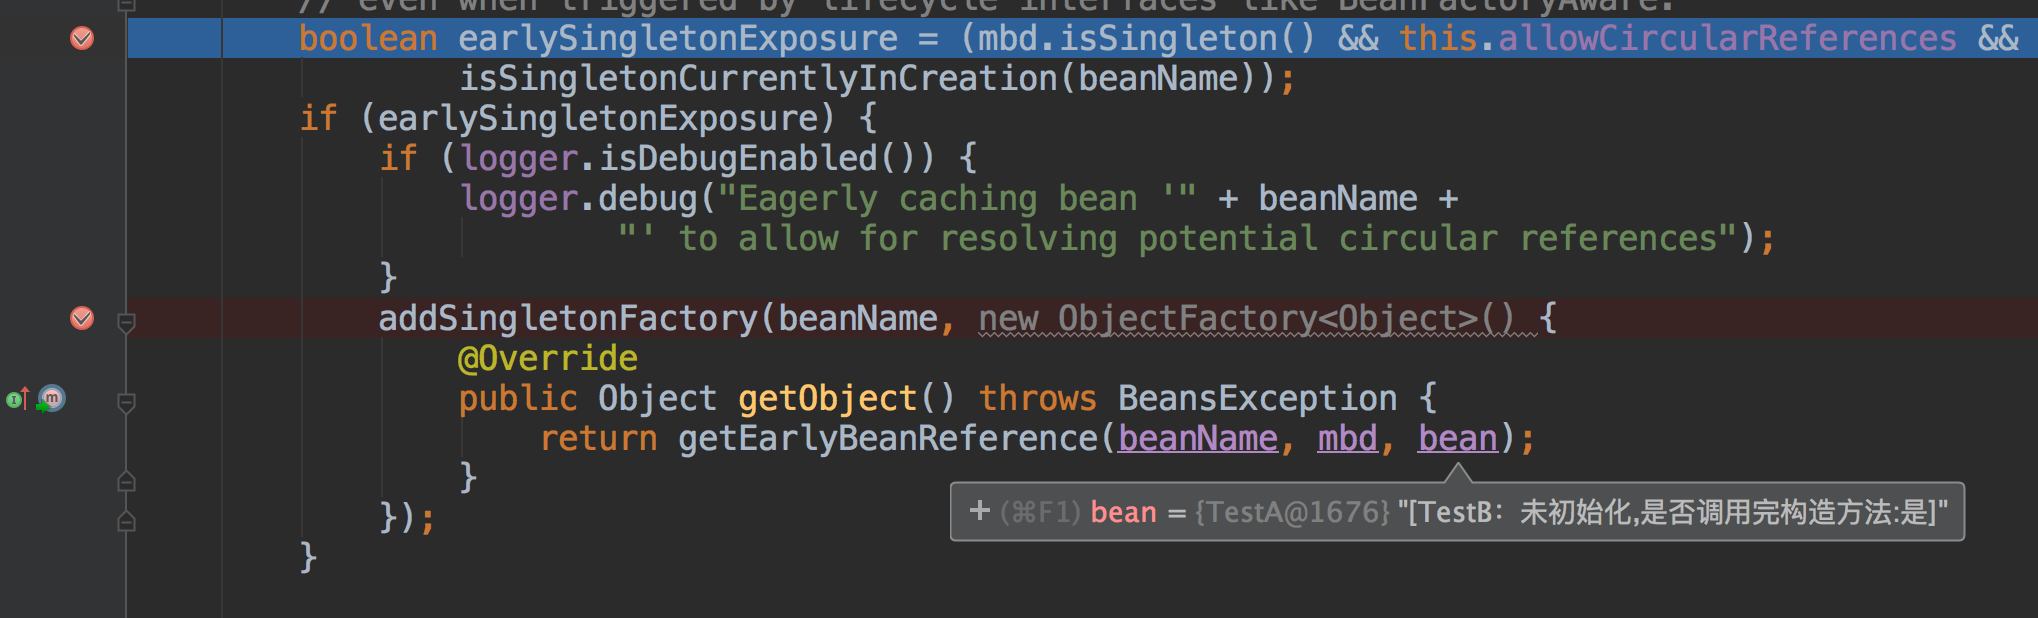 // even when triggered by lifecycle interfaces like BeanFactoryAware.
boolean earlySingletonExposure = (mbd.isSingleton() && this.allowCircularReferences &&
isSingletonCurrentlyInCreation(beanName));
if (earlySingletonExposure) {
if (logger.isDebugEnabled()) {
logger.debug("Eagerly caching bean '" + beanName +
"' to allow for resolving potential circular references");
}
addSingletonFactory(beanName, new ObjectFactory<Object>() {
@Override
public Object getObject() throws BeansException {
return getEarlyBeanReference(beanName, mbd, bean);
}
+ (⌘F1) bean = {TestA@1676} "[TestB：未初始化,是否调用完构造方法:是]"
});
}